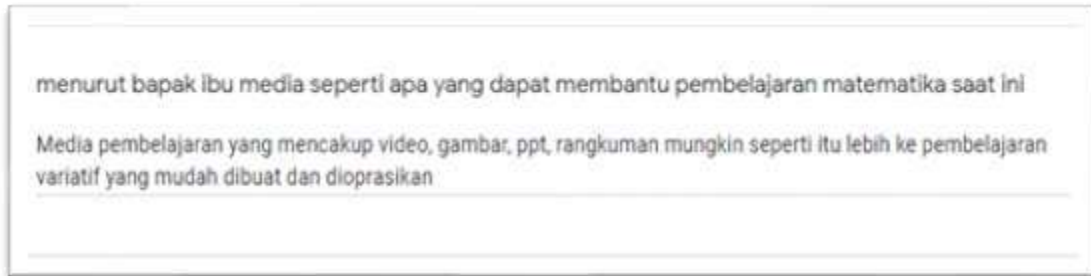 menurut bapak ibu media seperti apa yang dapat membantu pembelajaran matematika saat ini
Media pembelajaran yang mencakup video, gambar, ppt, rangkuman mungkin seperti itu lebih ke pembelajaran
variatif yang mudah dibuat dan dioprasikan